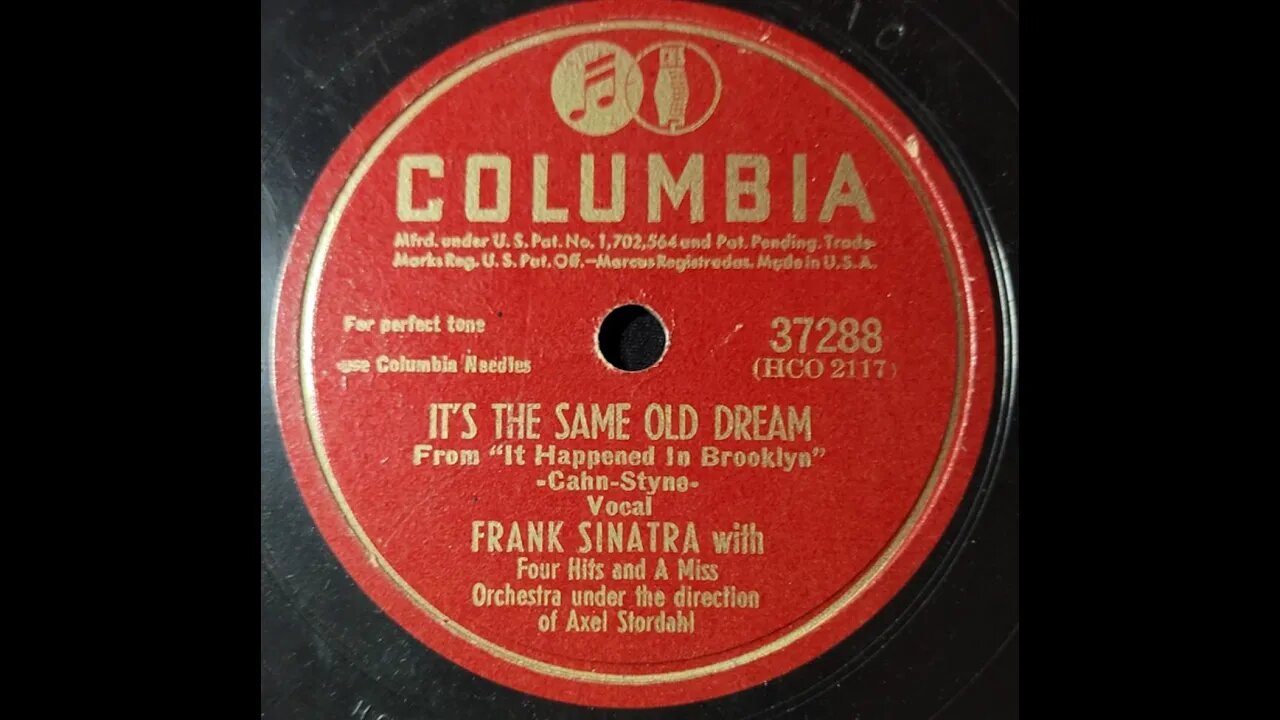 CBS
COLUMBIA
Mfrd. under U.S. Pat. No. 1,702,564 and Pat. Pending. Trade-
Marks Reg. U.S. Pat. Off.—Marcas Registradas. Made in U.S.A.
For perfect tone
37288
use Columbia Needles
(HCO 2117)
IT'S THE SAME OLD DREAM
From "It Happened In Brooklyn"
-Cahn-Styne-
Vocal
FRANK SINATRA with
Four Hits and A Miss
Orchestra under the direction
of Axel Stordahl